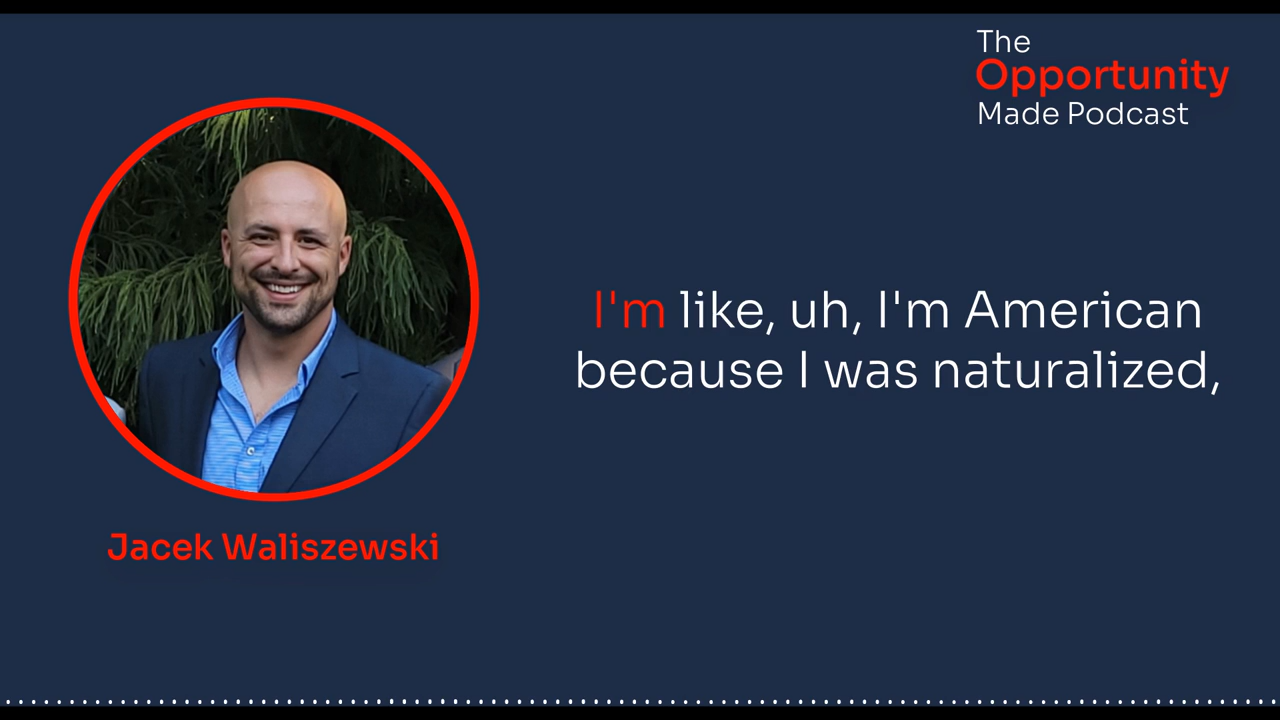 The
Opportunity
Made Podcast
I'm like, uh, I'm American
because I was naturalized,
Jacek Waliszewski